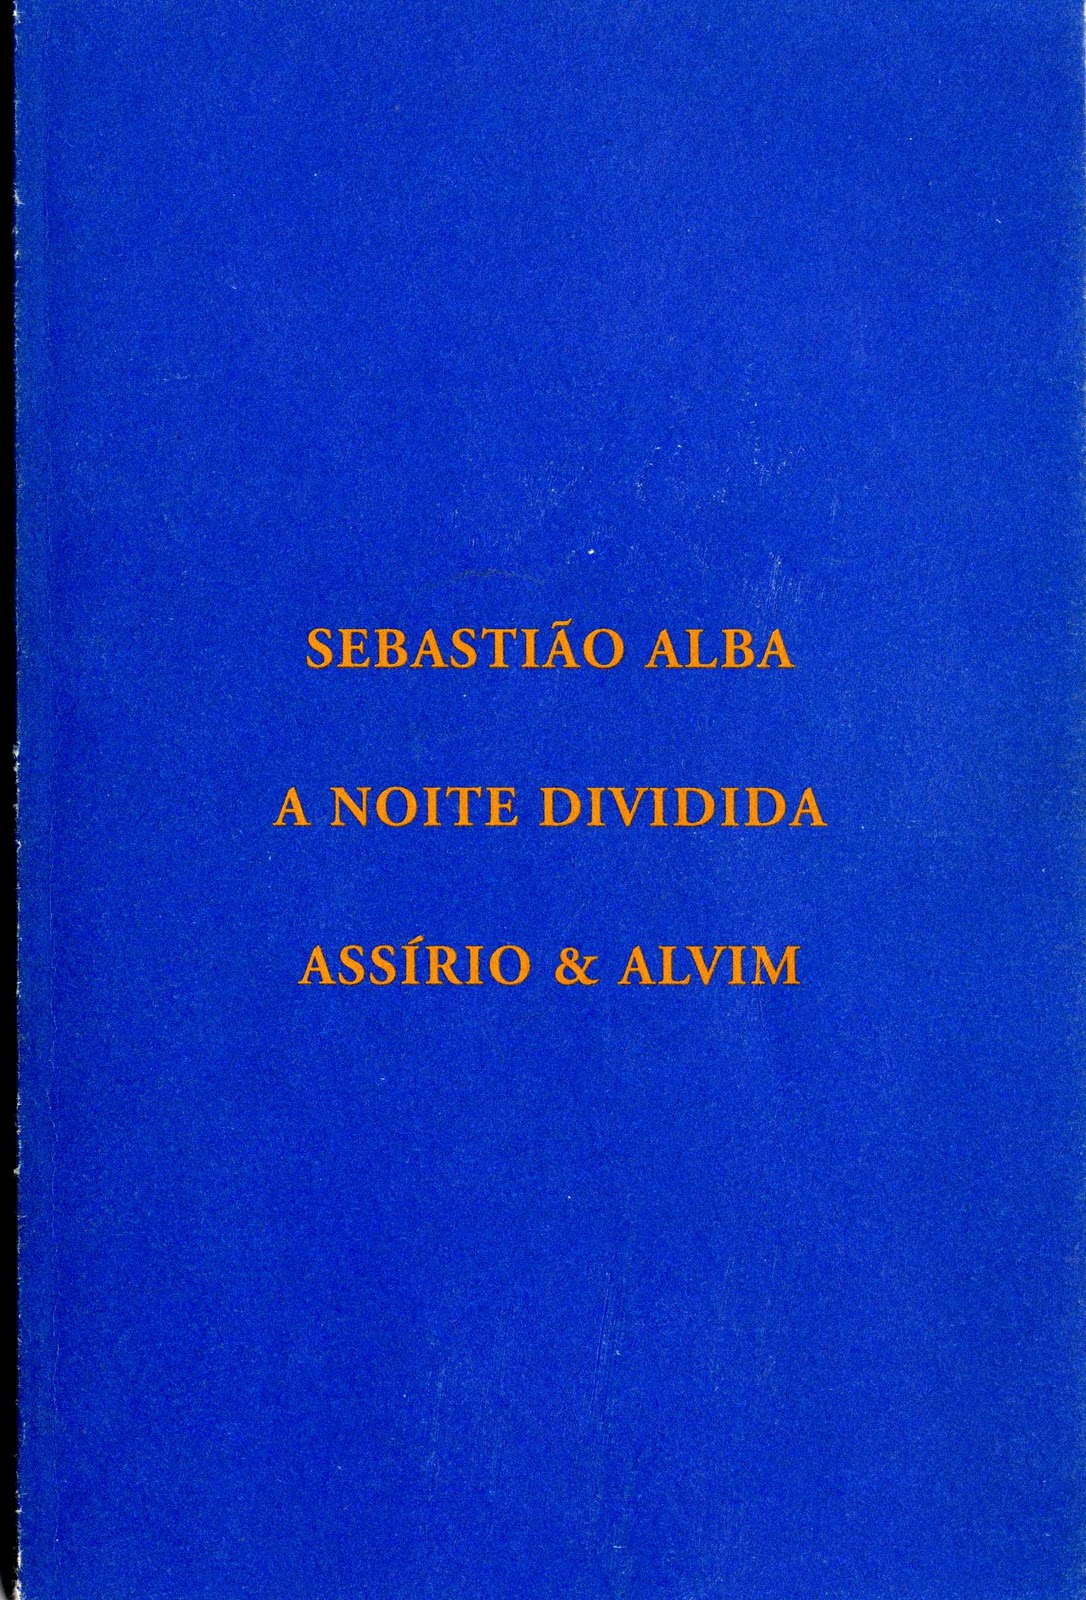 SEBASTIÃO ALBA
A NOITE DIVIDIDA
ASSÍRIO & ALVIM